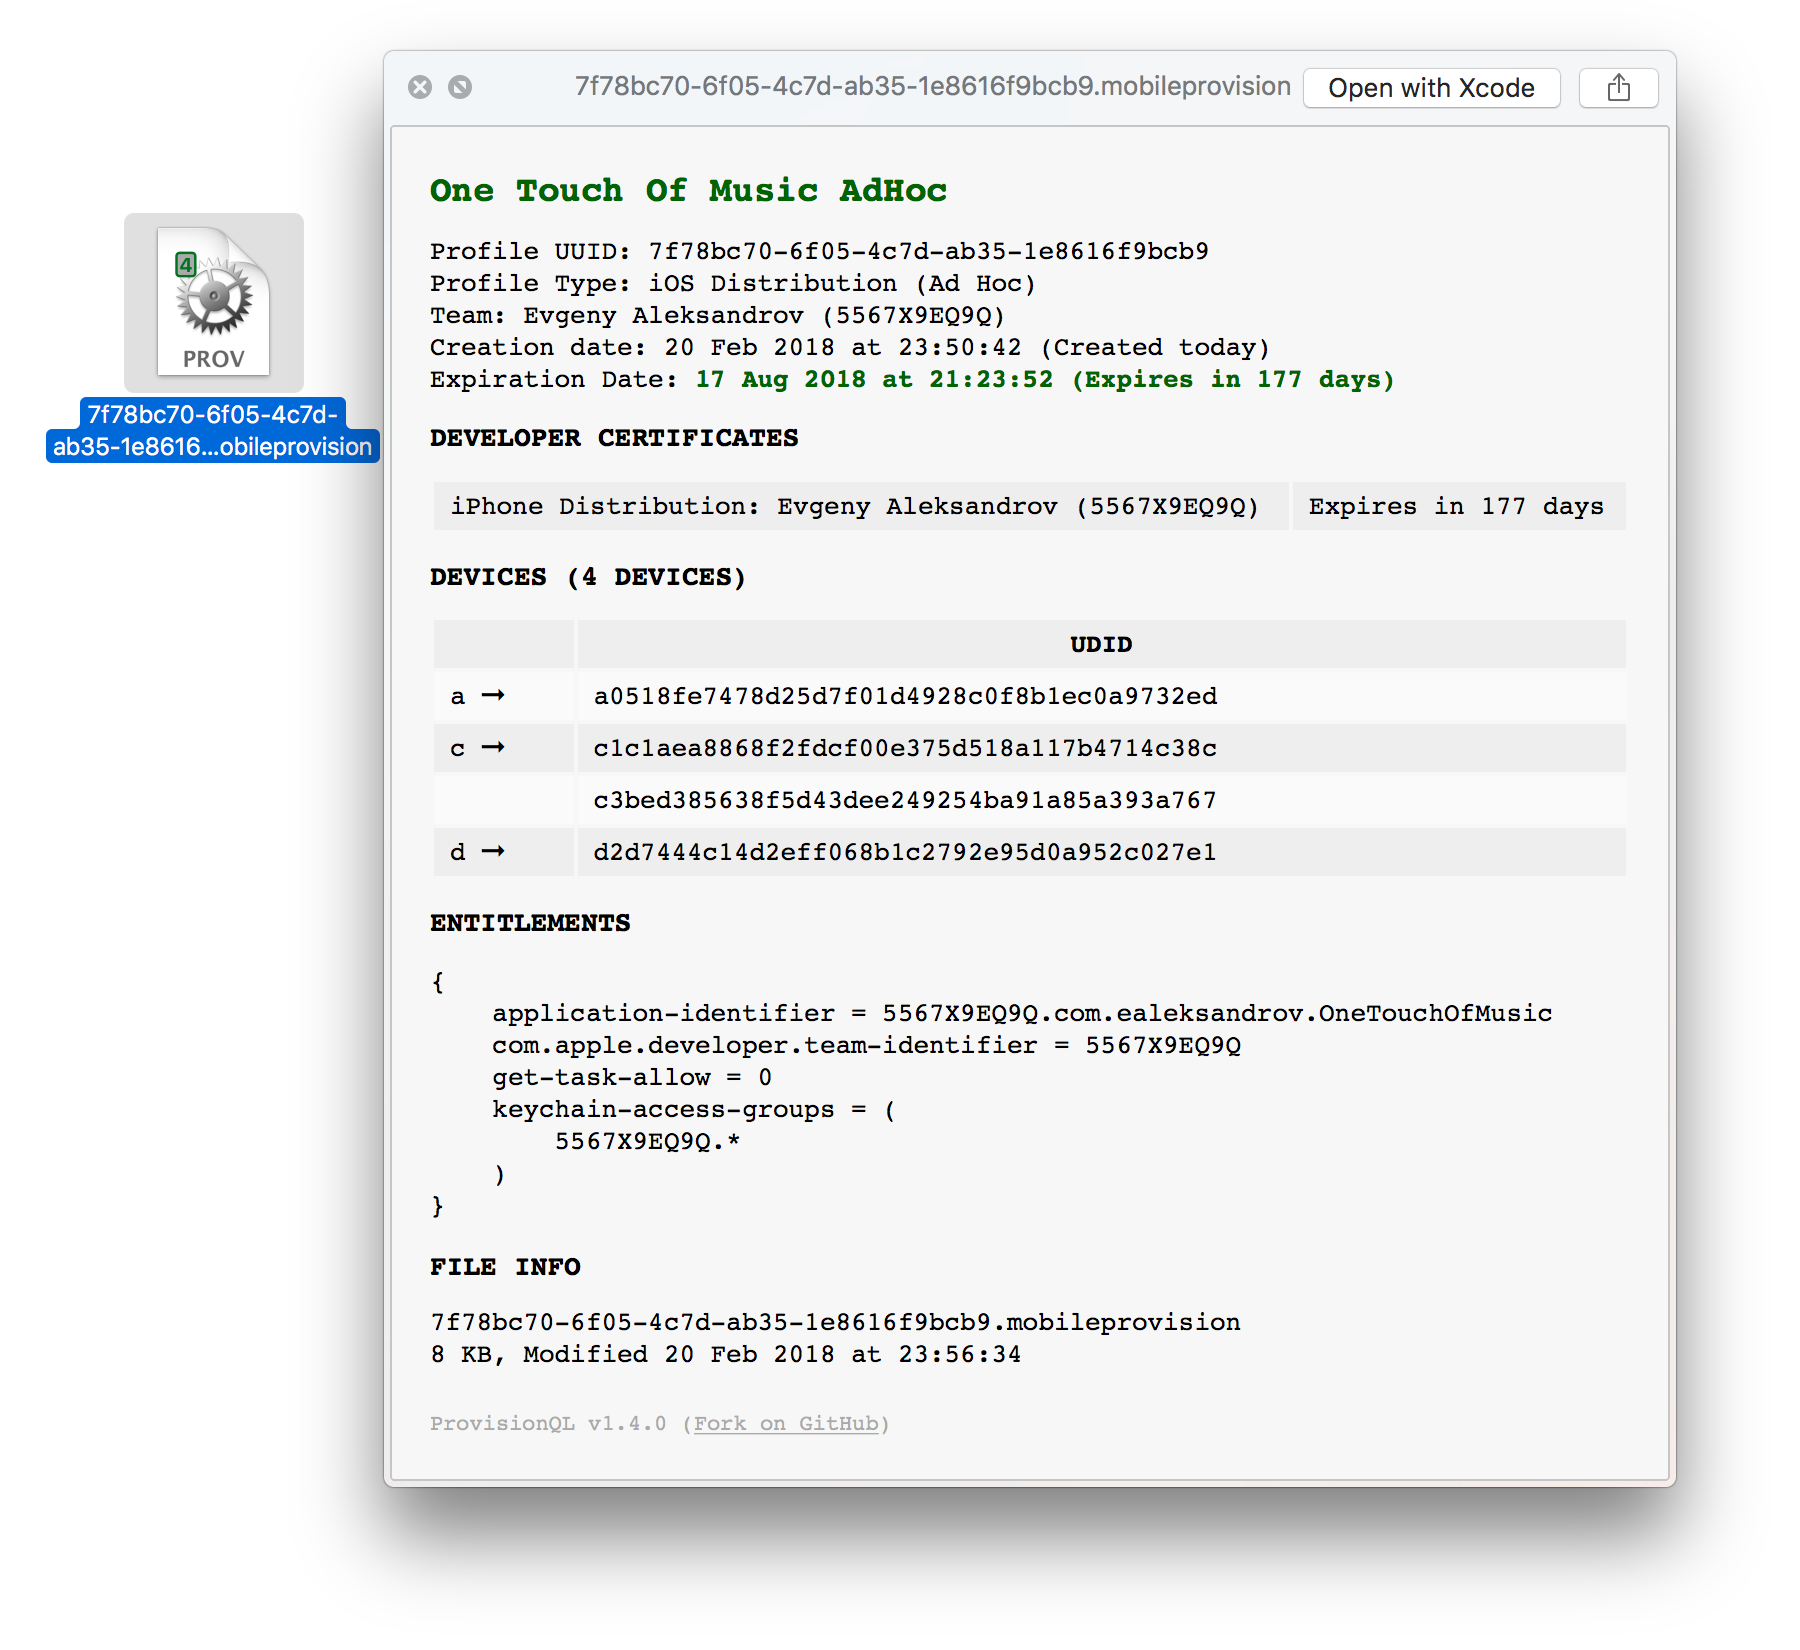 7f78bc70-6f05-4c7d-ab35-1e8616f9bcb9.mobileprovision Open with Xcode
4
PROV
7f78bc70-6f05-4c7d-
ab35-1e8616...obileprovision
One Touch Of Music AdHoc
Profile UUID: 7f78bc70-6f05-4c7d-ab35-1e8616f9bcb9
Profile Type: iOS Distribution (Ad Hoc)
Team: Evgeny Aleksandrov (5567X9EQ9Q)
Creation date: 20 Feb 2018 at 23:50:42 (Created today)
Expiration Date: 17 Aug 2018 at 21:23:52 (Expires in 177 days)
DEVELOPER CERTIFICATES
iPhone Distribution: Evgeny Aleksandrov (5567X9EQ9Q) Expires in 177 days
DEVICES (4 DEVICES)
UDID
a → a0518fe7478d25d7f01d4928c0f8b1ec0a9732ed
c → c1c1aea8868f2fdcf00e375d518a117b4714c38c
c3bed385638f5d43dee249254ba91a85a393a767
d → d2d7444c14d2eff068b1c2792e95d0a952c027e1
ENTITLEMENTS
{
application-identifier = 5567X9EQ9Q.com.ealeksandrov.OneTouchOfMusic
com.apple.developer.team-identifier = 5567X9EQ9Q
get-task-allow = 0
keychain-access-groups = (
5567X9EQ9Q.*
)
}
FILE INFO
7f78bc70-6f05-4c7d-ab35-1e8616f9bcb9.mobileprovision
8 KB, Modified 20 Feb 2018 at 23:56:34
ProvisionQL v1.4.0 (Fork on GitHub)